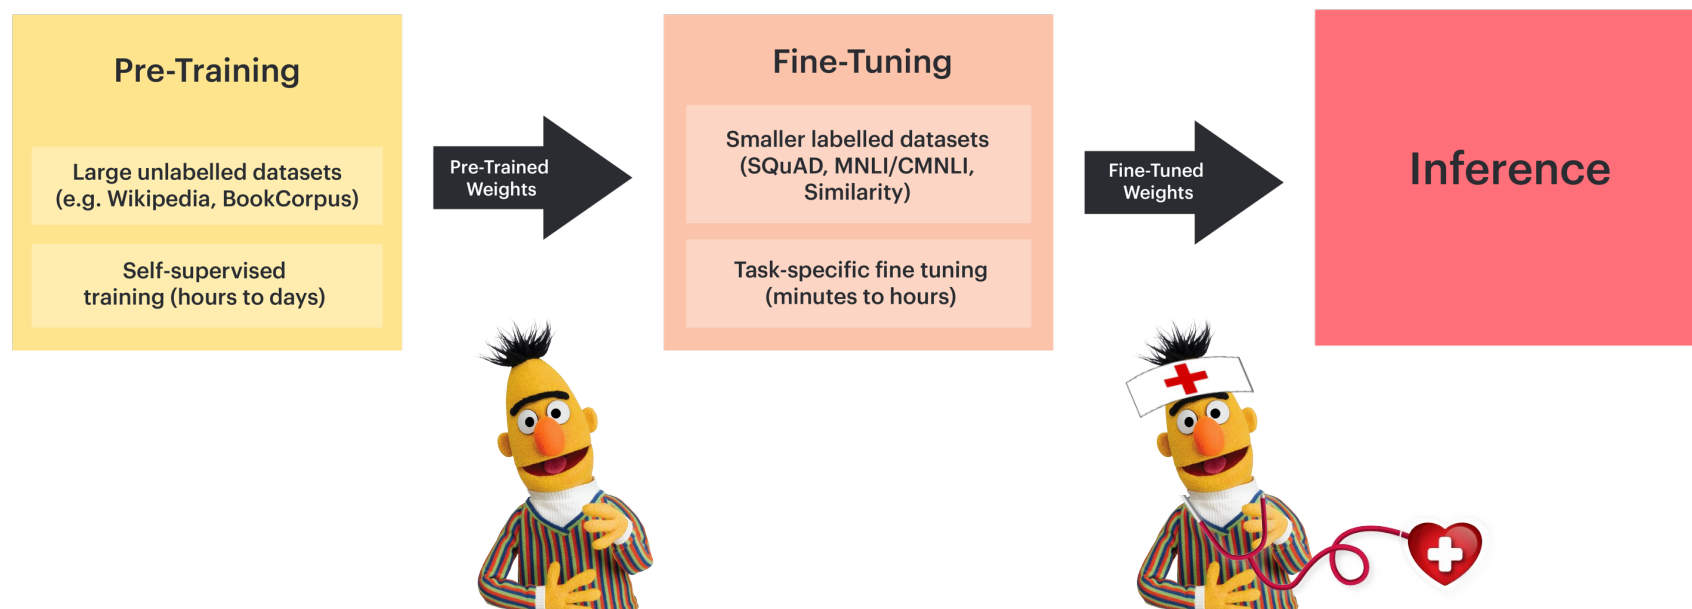 Pre-Training
Large unlabelled datasets
(e.g. Wikipedia, BookCorpus)
Self-supervised
training (hours to days)
Pre-Trained
Weights
Fine-Tuning
Smaller labelled datasets
(SQuAD, MNLI/CMNLI,
Similarity)
Task-specific fine tuning
(minutes to hours)
Fine-Tuned
Weights
Inference